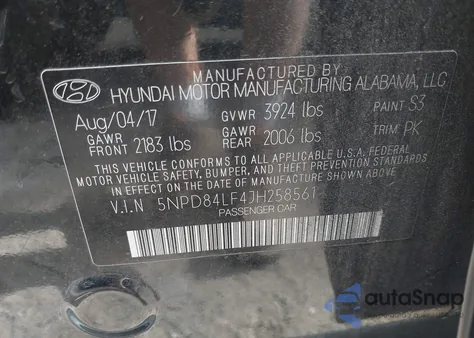 MANUFACTURED BY
HYUNDAI MOTOR MANUFACTURING ALABAMA, LLC
Aug/04/17 GVWR 3924 lbs PAINT: S3
GAWR FRONT 2183 lbs GAWR REAR 2006 lbs TRIM: PK
THIS VEHICLE CONFORMS TO ALL APPLICABLE U.S.A FEDERAL
MOTOR VEHICLE SAFETY, BUMPER, AND THEFT PREVENTION STANDARDS
IN EFFECT ON THE DATE OF MANUFACTURE SHOWN ABOVE.
V.I.N 5NPD84LF4JH258561
PASSENGER CAR
autaSnap